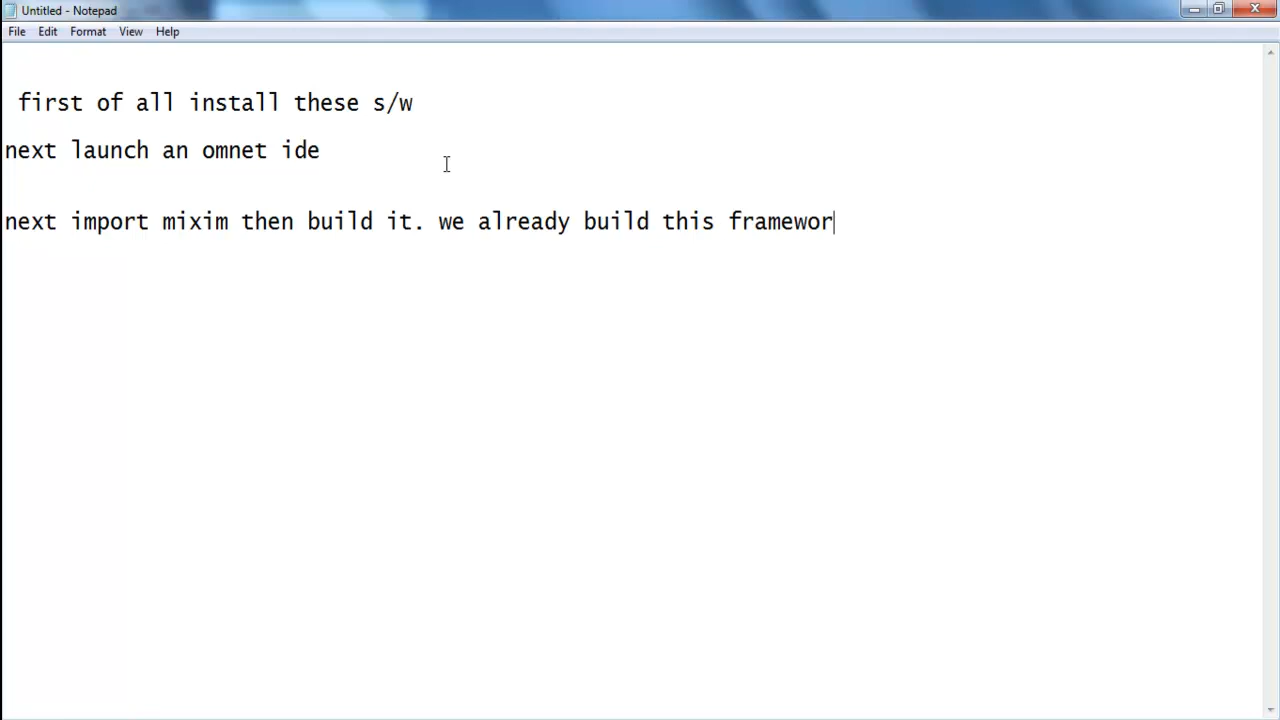 Untitled - Notepad
File Edit Format View Help
first of all install these s/w
next launch an omnet ide
next import mixim then build it. we already build this framewor